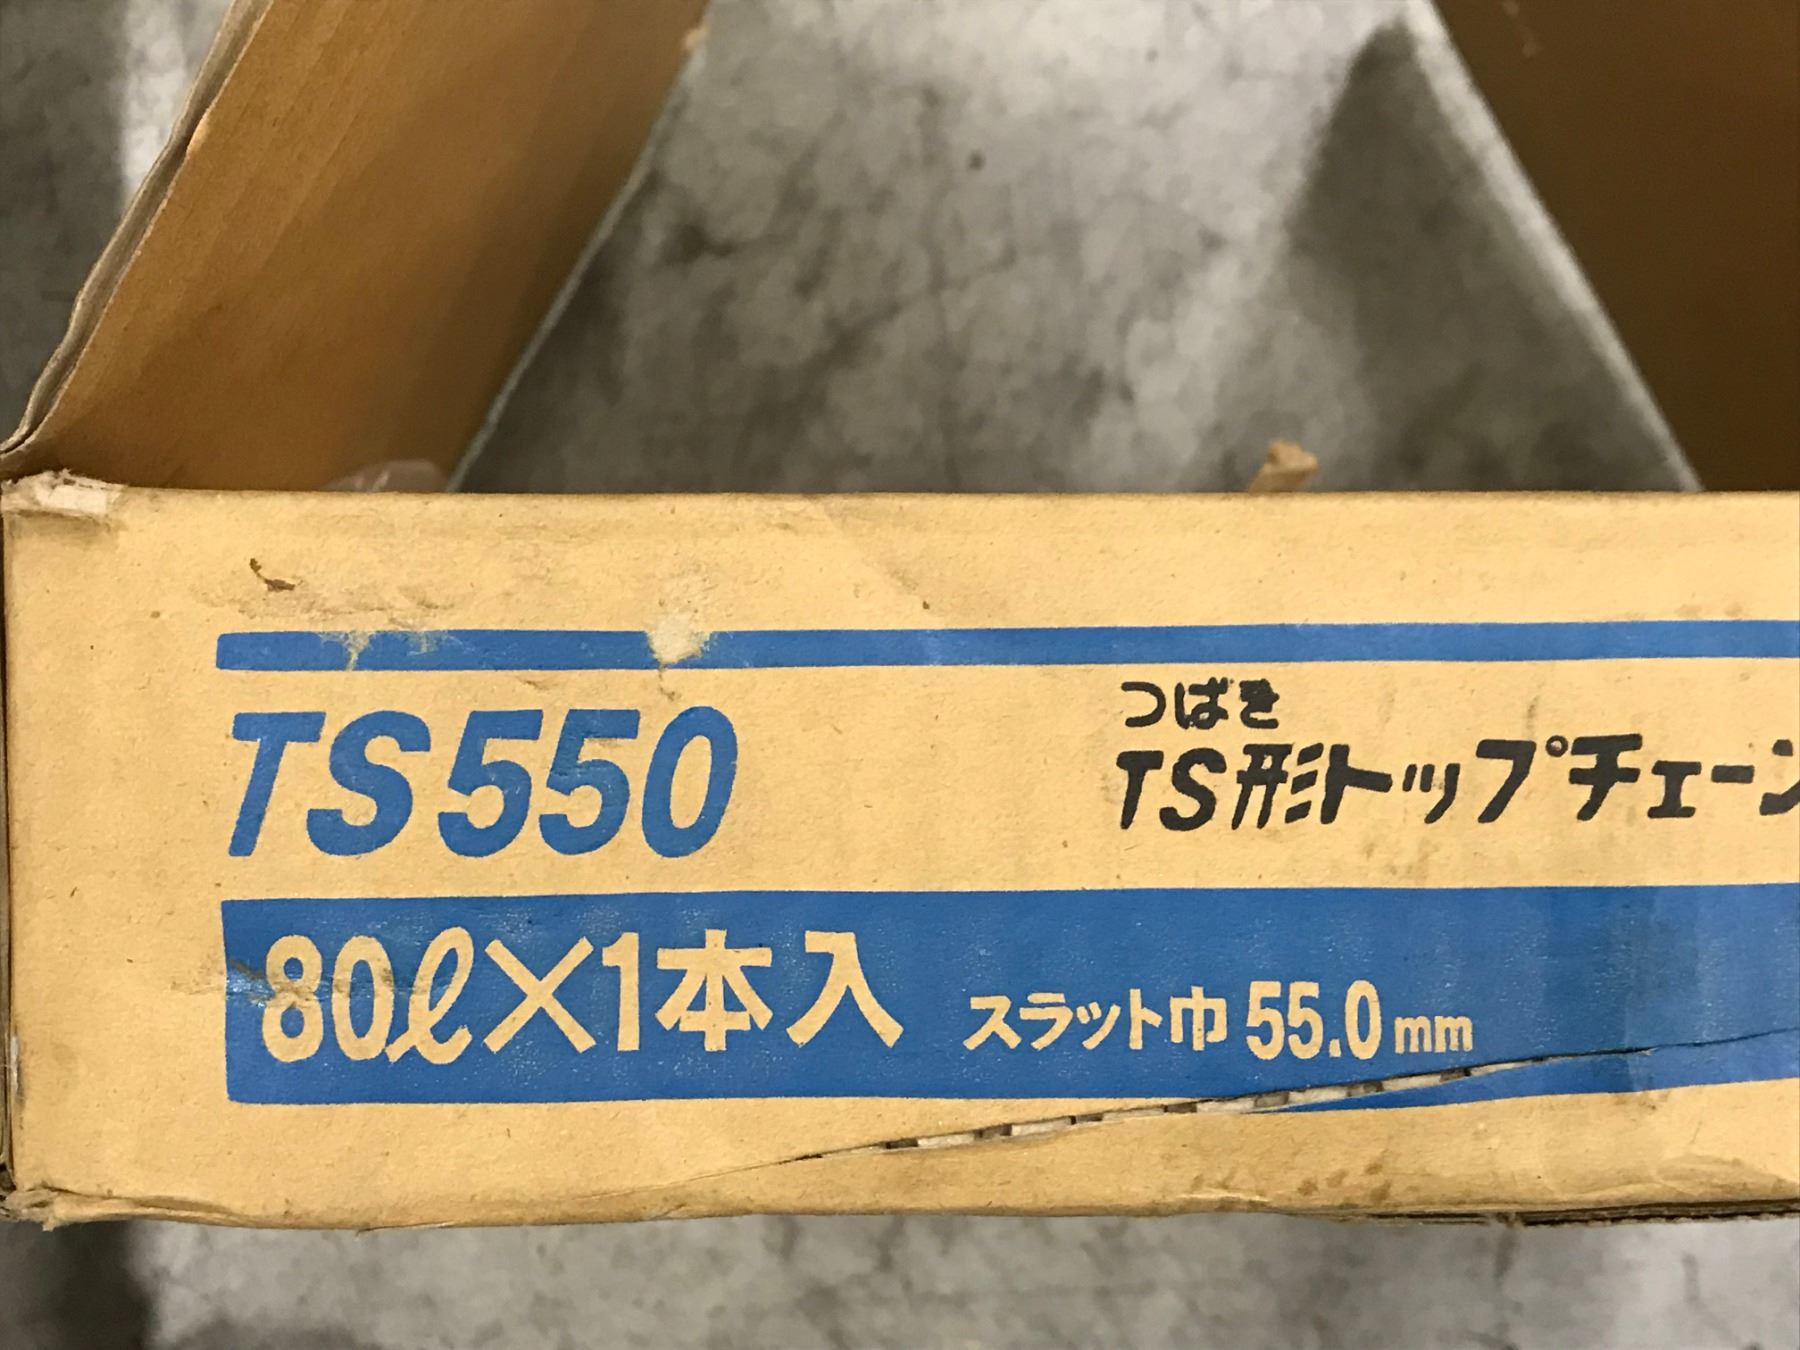 TS550
つばき
TS形トップチェーン
80ℓ×1本入
スラット巾 55.0mm